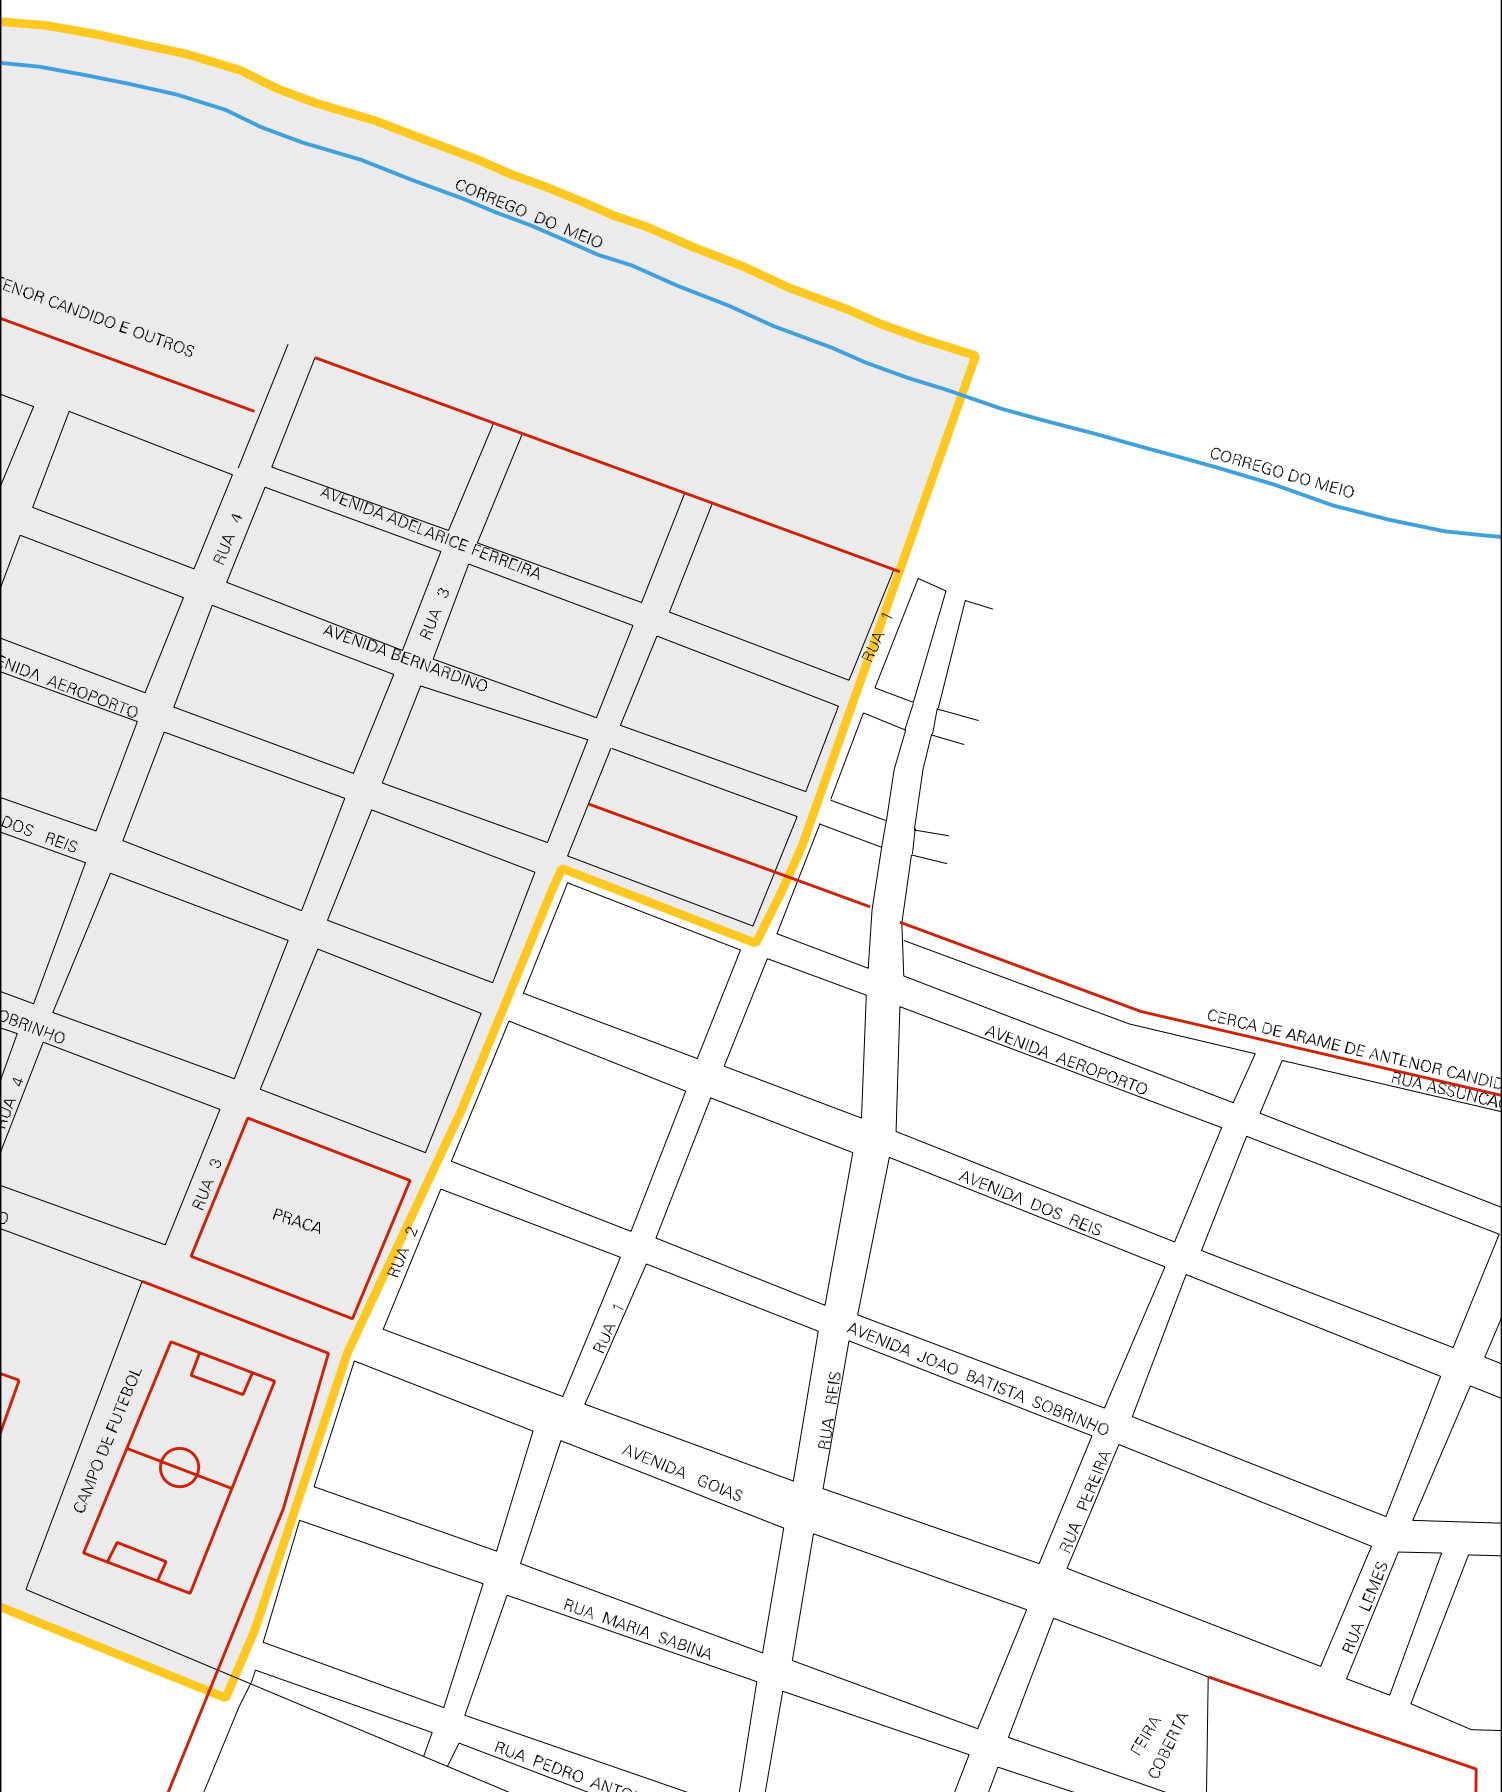 CORREGO DO MEIO
TENOR CANDIDO E OUTROS
CORREGO DO MEIO
AVENIDA ADELARICE FERREIRA
RUA 4
RUA 3
RUA 1
AVENIDA BERNARDINO
ENIDA AEROPORTO
DOS REIS
OBRINHO
CERCA DE ARAME DE ANTENOR CANDID
RUA ASSUNCAO
AVENIDA AEROPORTO
RUA 4
RUA 3
PRACA
AVENIDA DOS REIS
O
RUA 2
RUA 1
AVENIDA JOAO BATISTA SOBRINHO
RUA REIS
CAMPO DE FUTEBOL
AVENIDA GOIAS
RUA PEREIRA
RUA LEMES
RUA MARIA SABINA
FEIRA
COBERTA
RUA PEDRO ANTO